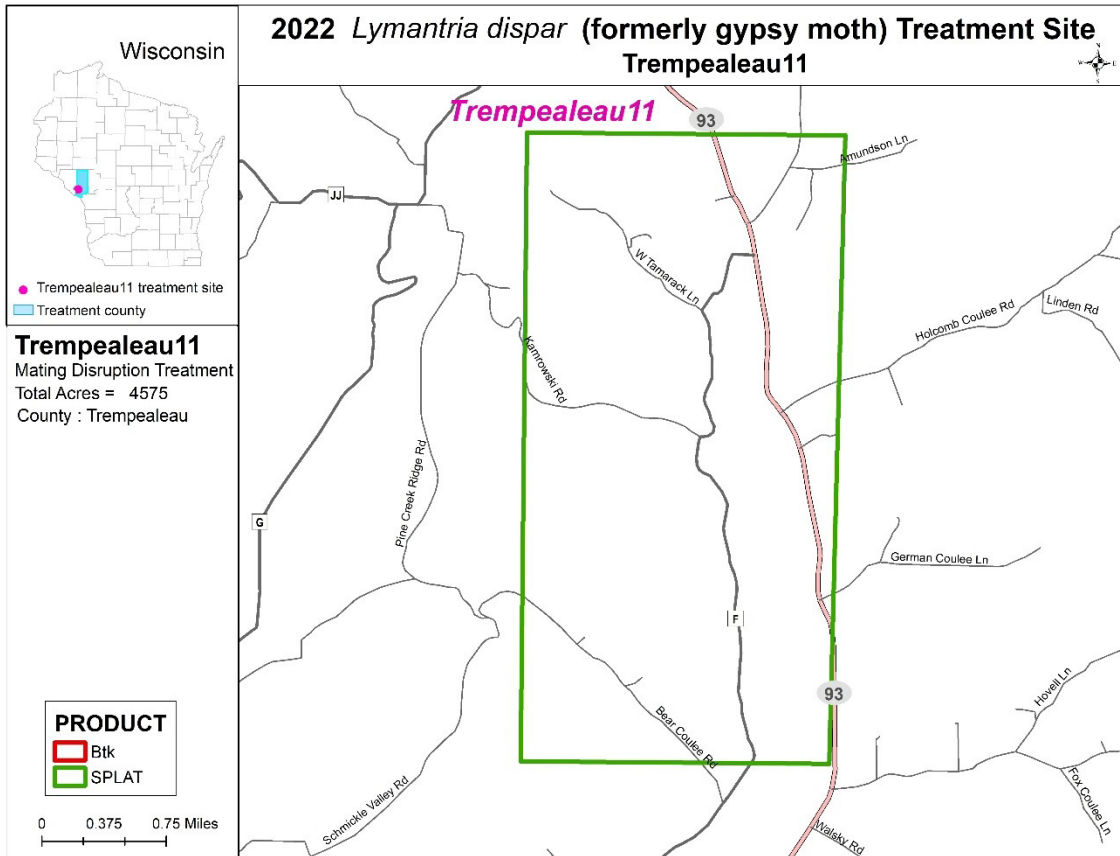 2022 Lymantria dispar (formerly gypsy moth) Treatment Site
Trempealeau11
W
N
E
S
Wisconsin
Trempealeau11 treatment site
Treatment county
Trempealeau11
Mating Disruption Treatment
Total Acres = 4575
County : Trempealeau
PRODUCT
Btk
SPLAT
0 0.375 0.75 Miles
Trempealeau11
93
Amundson Ln
JJ
W Tamarack Ln
Holcomb Coulee Rd
Linden Rd
Kamrowski Rd
Pine Creek Ridge Rd
G
German Coulee Ln
F
93
Hovell Ln
Bear Coulee Rd
Fox Coulee Ln
Schmickle Valley Rd
Walsky Rd